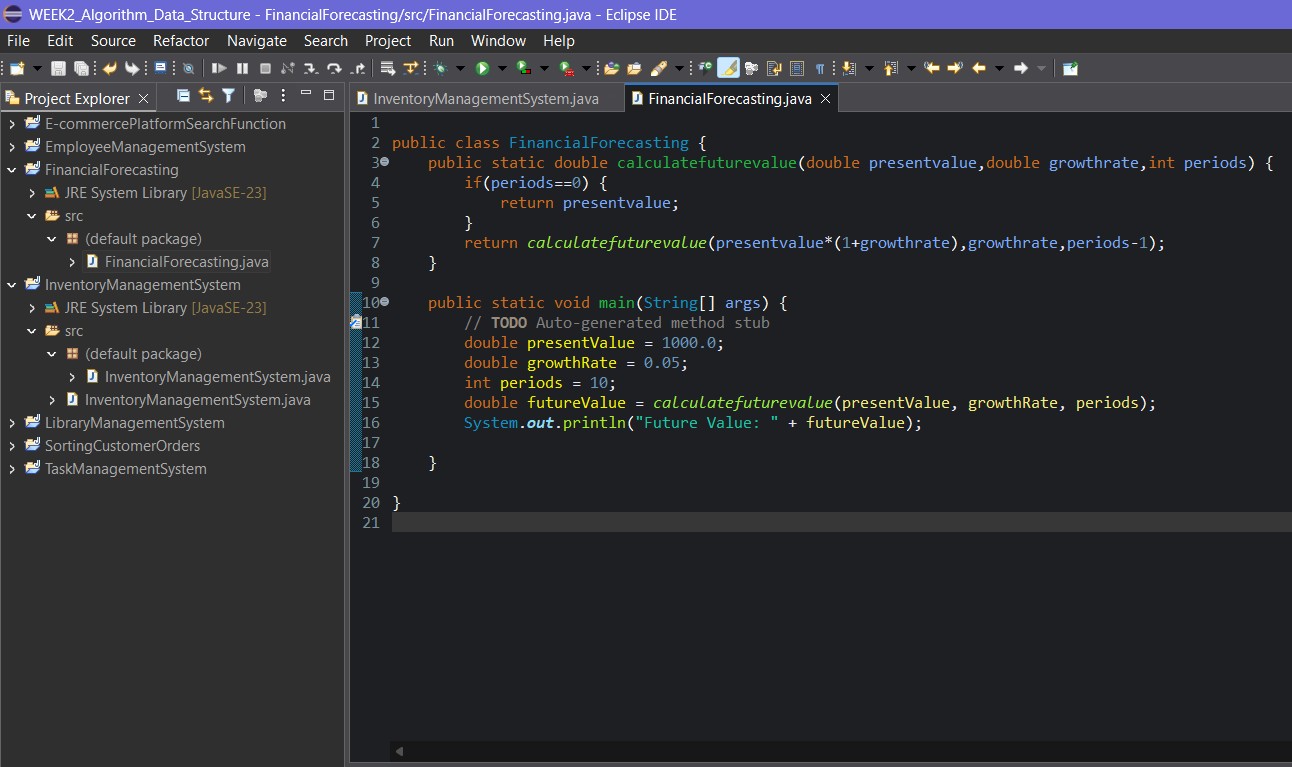 WEEK2_Algorithm_Data_Structure - FinancialForecasting/src/FinancialForecasting.java - Eclipse IDE
File Edit Source Refactor Navigate Search Project Run Window Help
Project Explorer
E-commercePlatformSearchFunction
EmployeeManagementSystem
FinancialForecasting
JRE System Library [JavaSE-23]
src
(default package)
FinancialForecasting.java
InventoryManagementSystem
JRE System Library [JavaSE-23]
src
(default package)
InventoryManagementSystem.java
InventoryManagementSystem.java
LibraryManagementSystem
SortingCustomerOrders
TaskManagementSystem
InventoryManagementSystem.java FinancialForecasting.java
1
2 public class FinancialForecasting {
3     public static double calculatefuturevalue(double presentvalue,double growthrate,int periods) {
4         if(periods==0) {
5             return presentvalue;
6         }
7         return calculatefuturevalue(presentvalue*(1+growthrate),growthrate,periods-1);
8     }
9
10     public static void main(String[] args) {
11         // TODO Auto-generated method stub
12         double presentValue = 1000.0;
13         double growthRate = 0.05;
14         int periods = 10;
15         double futureValue = calculatefuturevalue(presentValue, growthRate, periods);
16         System.out.println("Future Value: " + futureValue);
17
18     }
19
20 }
21